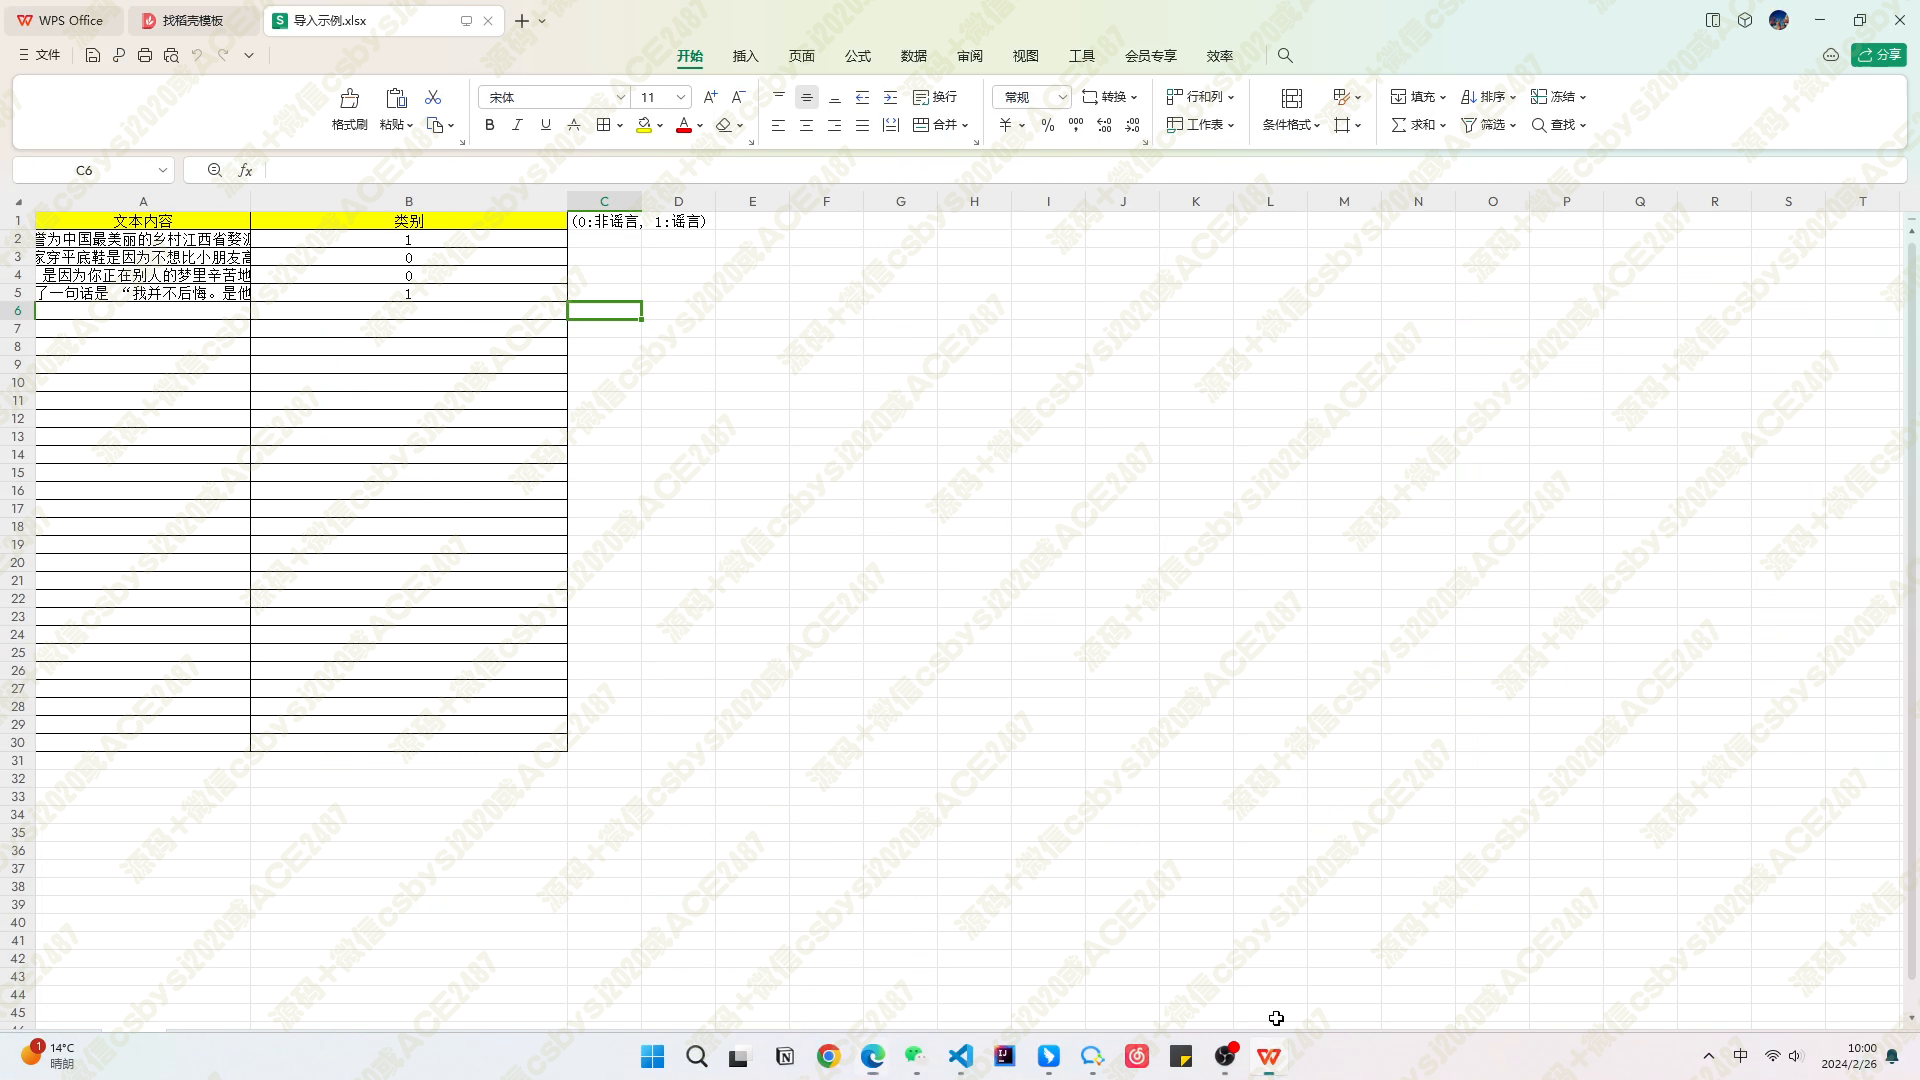 WPS Office
找稻壳模板
导入示例.xlsx
文件
开始 插入 页面 公式 数据 审阅 视图 工具 会员专享 效率
分享
宋体 11
换行
常规
转换
行和列
填充 排序 冻结
格式刷 粘贴
合并
工作表
条件格式
求和 筛选 查找
C6
A B C D E F G H I J K L M N O P Q R S T
1 文本内容 类别 (0:非谣言, 1:谣言)
2 誉为中国最美丽的乡村江西省婺源 1
3 家穿平底鞋是因为不想比小朋友高 0
4 是因为你正在别人的梦里辛苦地 0
5 了一句话是 “我并不后悔。是他 1
6
7
8
9
10
11
12
13
14
15
16
17
18
19
20
21
22
23
24
25
26
27
28
29
30
31
32
33
34
35
36
37
38
39
40
41
42
43
44
45
源码+微信csbysj2020或ACE2487
14°C
晴朗
中
10:00
2024/2/26